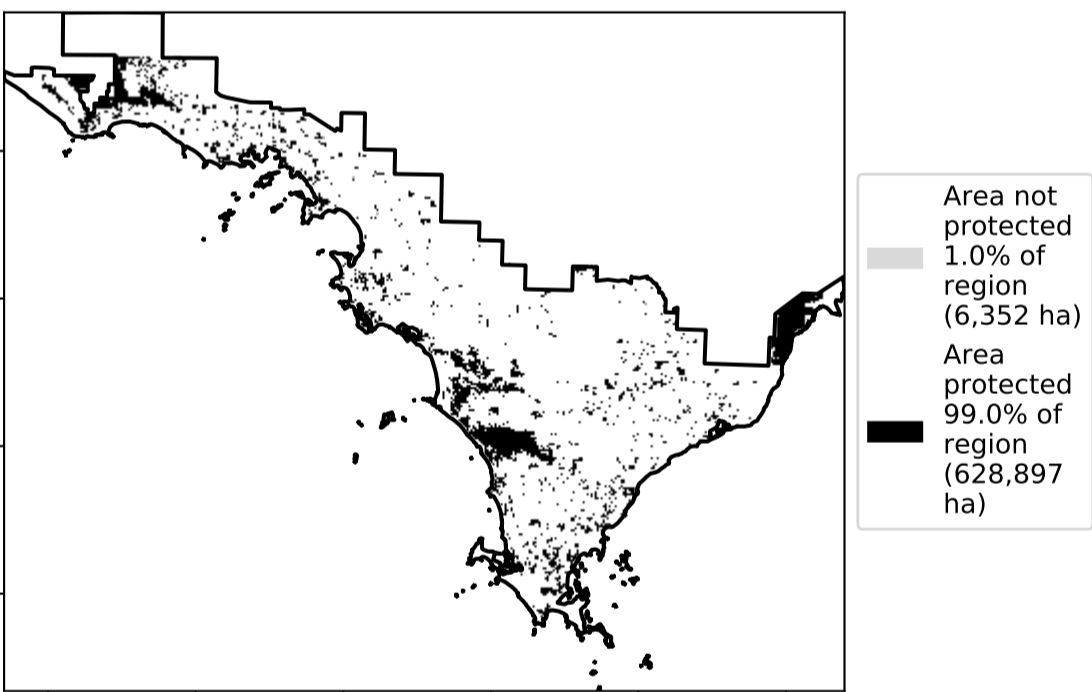 Area not
protected
1.0% of
region
(6,352 ha)
Area
protected
99.0% of
region
(628,897
ha)